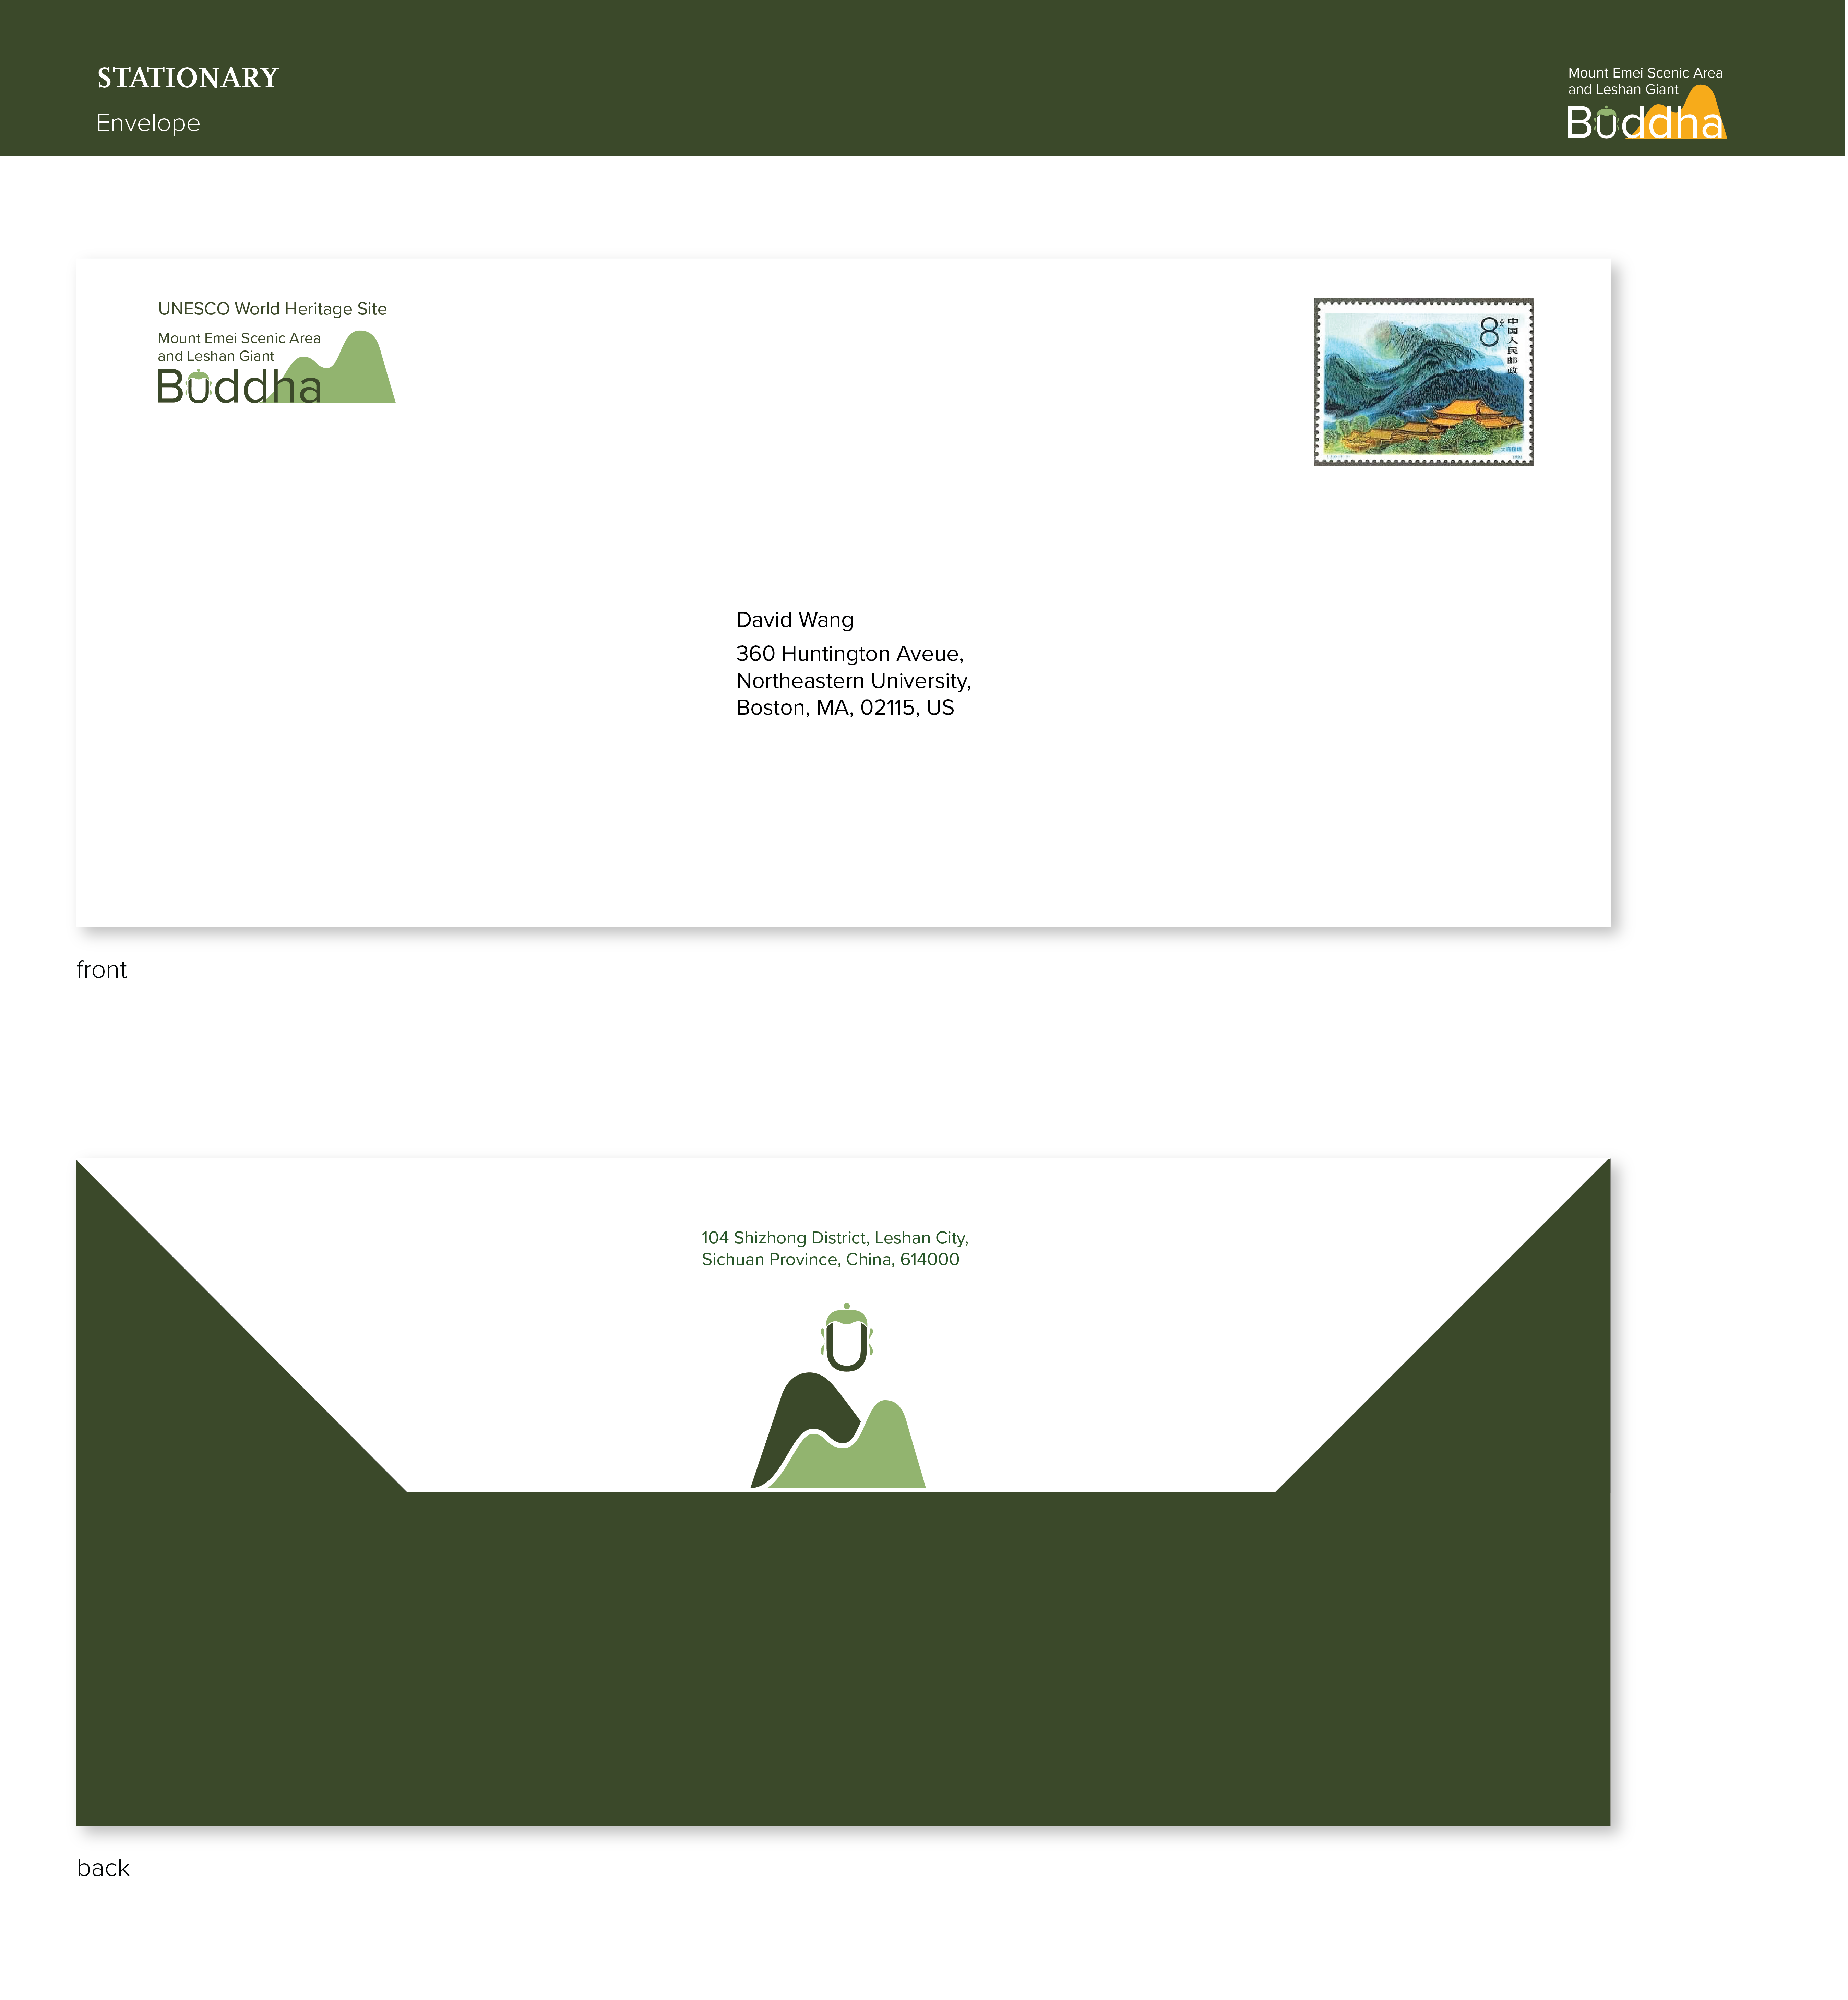 STATIONARY
Envelope
Mount Emei Scenic Area
and Leshan Giant
Buddha
UNESCO World Heritage Site
Mount Emei Scenic Area
and Leshan Giant
Buddha
8分
中国人民邮政
David Wang
360 Huntington Aveue,
Northeastern University,
Boston, MA, 02115, US
front
104 Shizhong District, Leshan City,
Sichuan Province, China, 614000
U
back